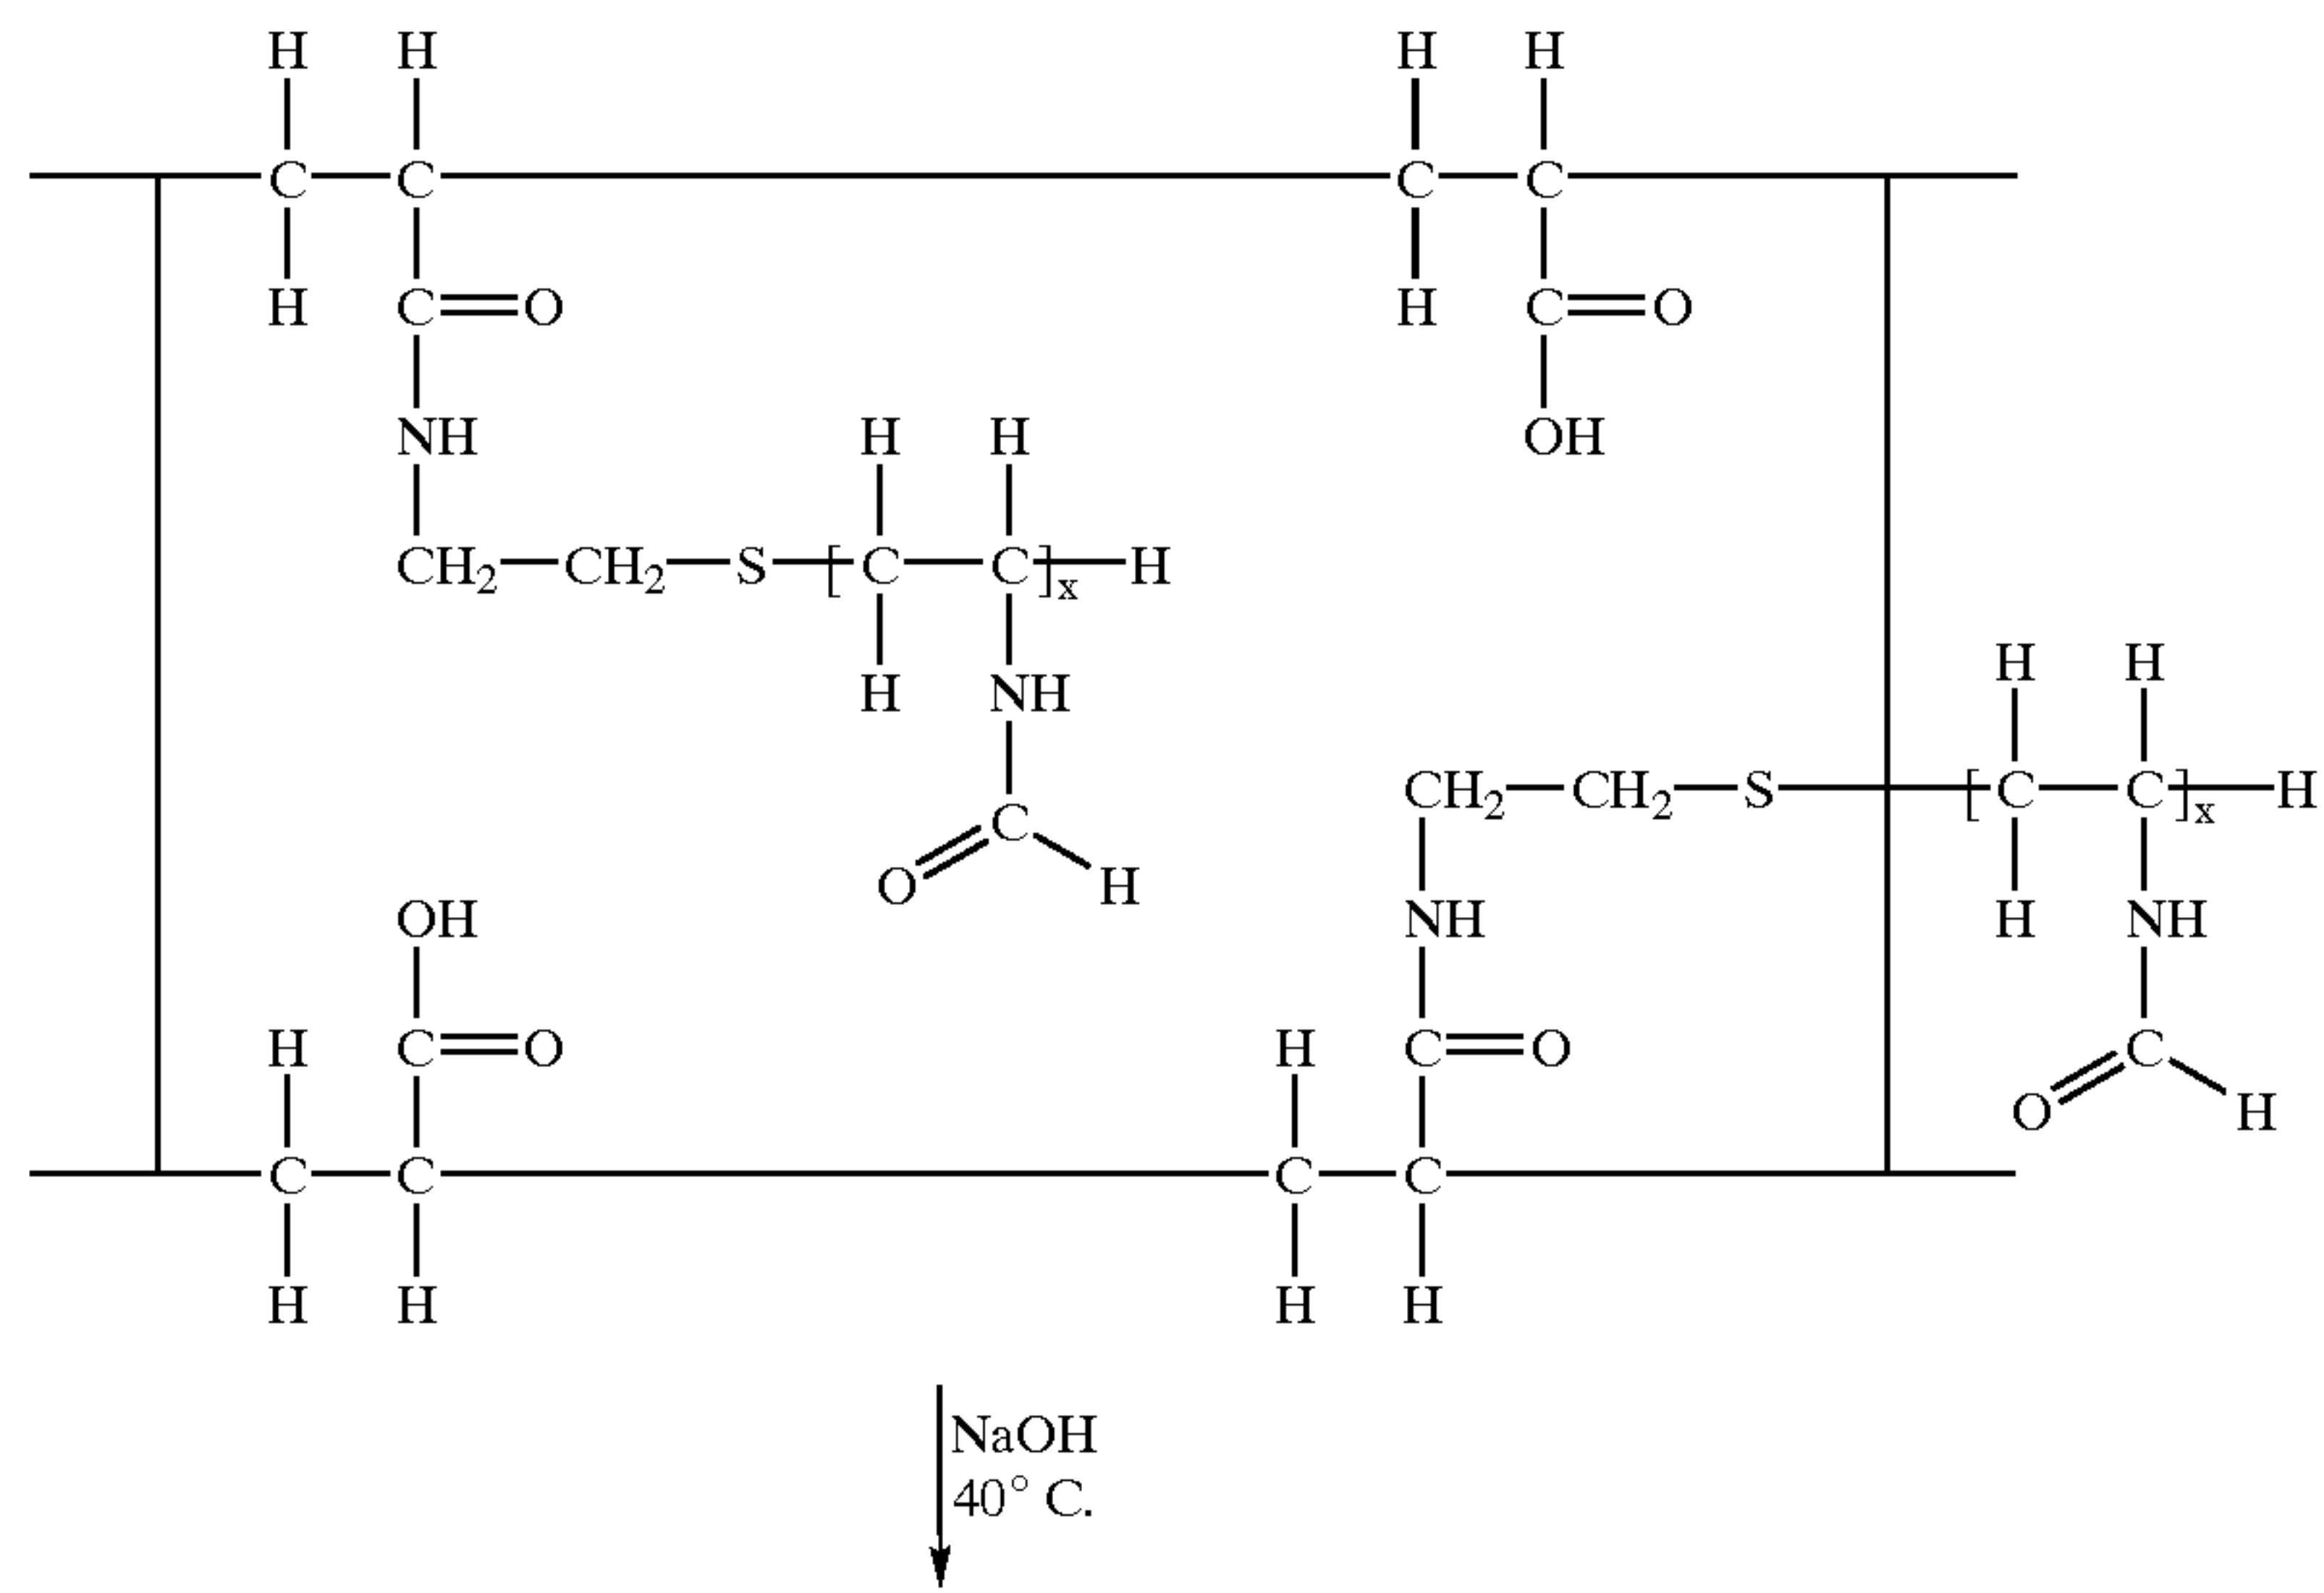 H H H H
C C C C
H C=O H C=O
NH H H OH
CH2—CH2—S—[C—C]x—H
H NH H H
CH2—CH2—S—[C—C]x—H
C
O H
OH NH H NH
H C=O H C=O C
O H
C C C C
H H H H
NaOH
40° C.